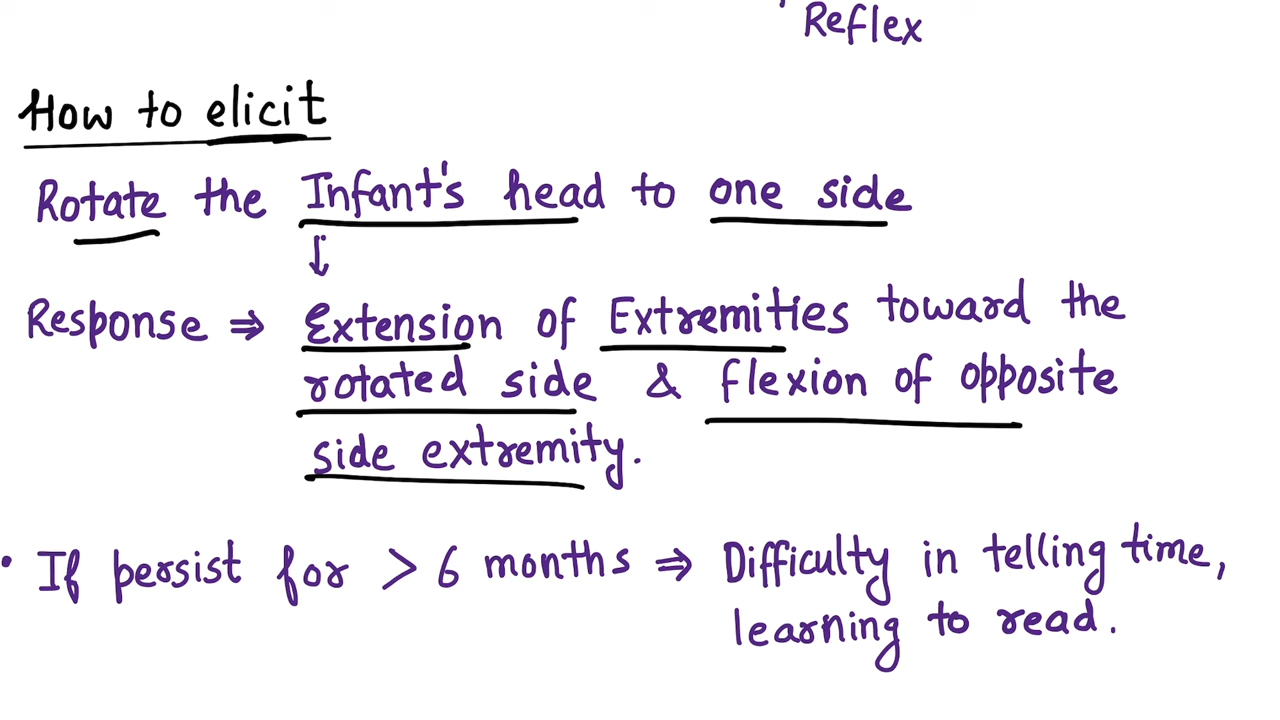 Reflex
How to elicit
Rotate the Infant's head to one side
↓
Response ⇒ Extension of Extremities toward the
rotated side & flexion of opposite
side extremity.
• If persist for > 6 months ⇒ Difficulty in telling time,
learning to read.